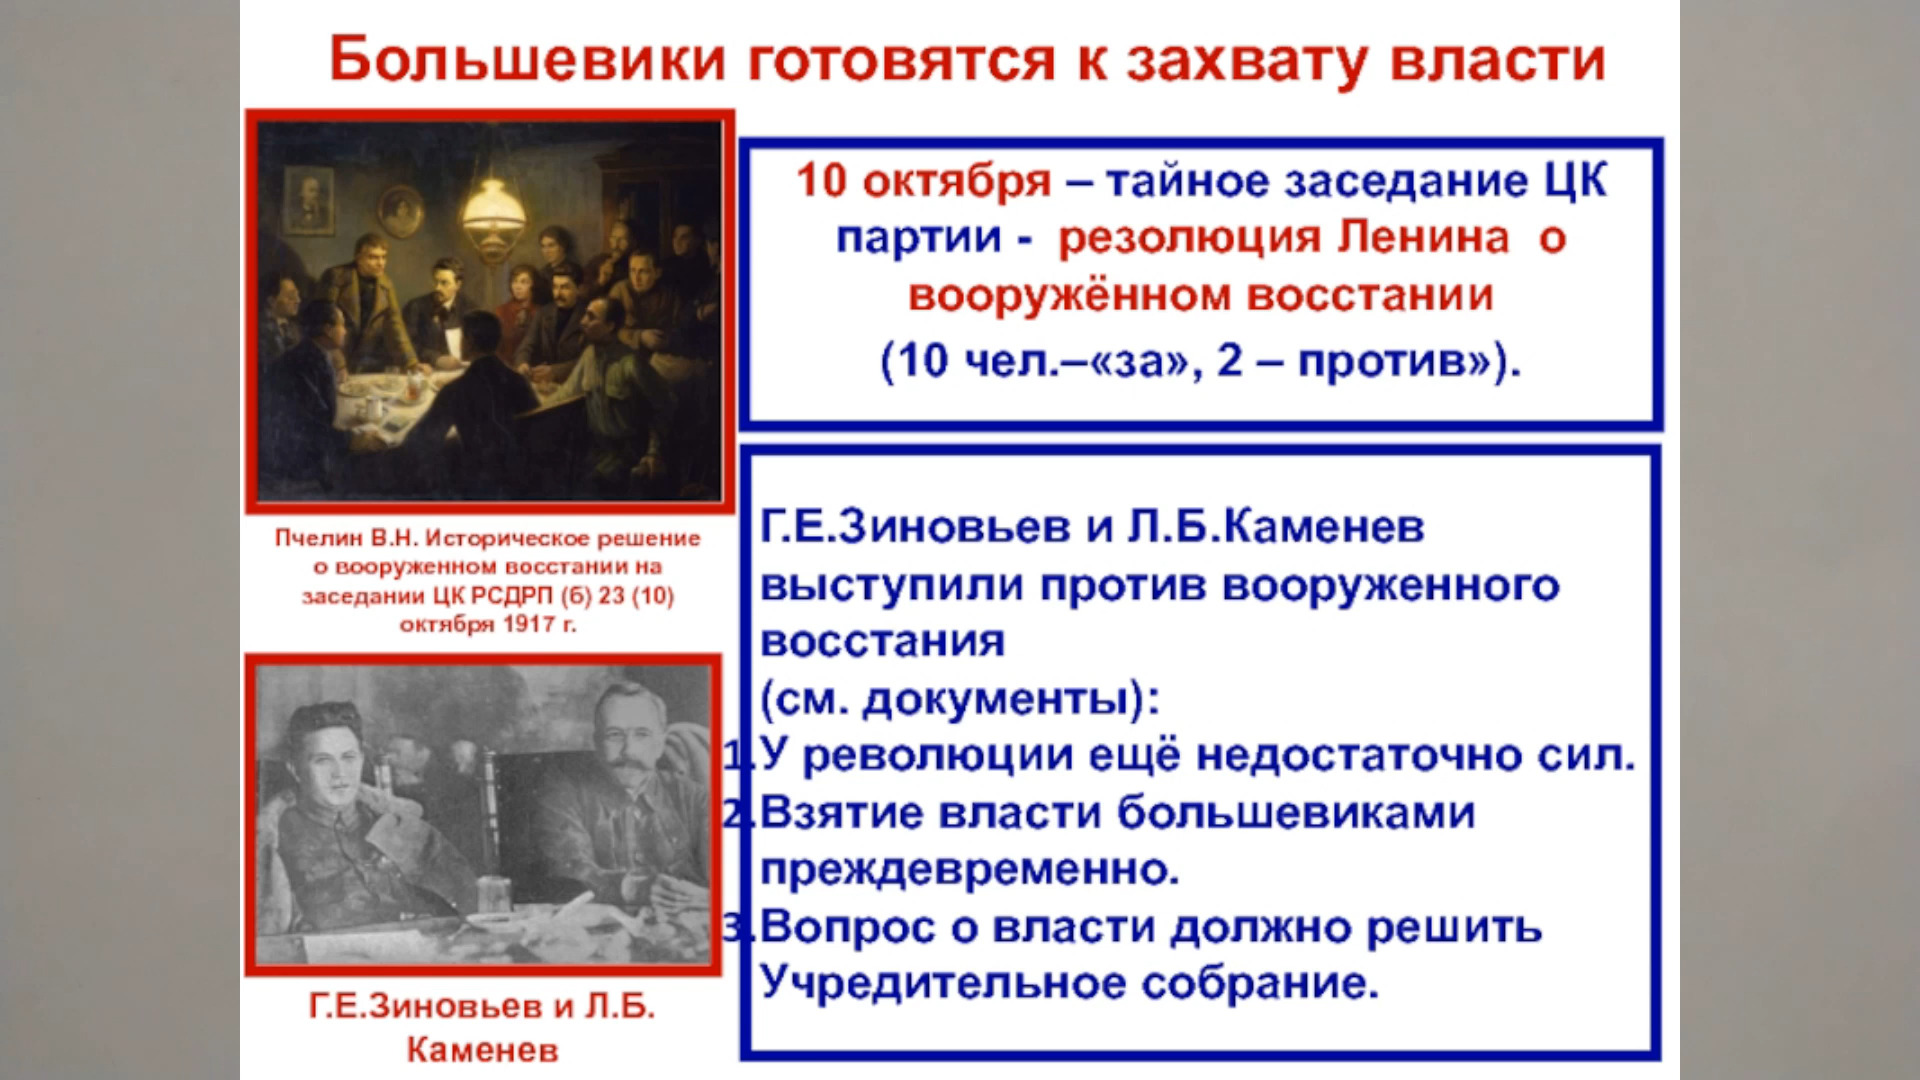 Большевики готовятся к захвату власти
10 октября – тайное заседание ЦК
партии - резолюция Ленина о
вооружённом восстании
(10 чел.–«за», 2 – против»).
Пчелин В.Н. Историческое решение
о вооруженном восстании на
заседании ЦК РСДРП (б) 23 (10)
октября 1917 г.
Г.Е.Зиновьев и Л.Б.
Каменев
Г.Е.Зиновьев и Л.Б.Каменев
выступили против вооруженного
восстания
(см. документы):
1.У революции ещё недостаточно сил.
2.Взятие власти большевиками
преждевременно.
3.Вопрос о власти должно решить
Учредительное собрание.